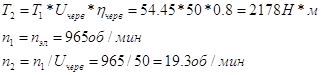 T₂ = T₁ * U_черв * η_черв = 54.45 * 50 * 0.8 = 2178Н * м
n₁ = n_эл = 965об / мин
n₂ = n₁ / U_черв = 965 / 50 = 19.3об / мин